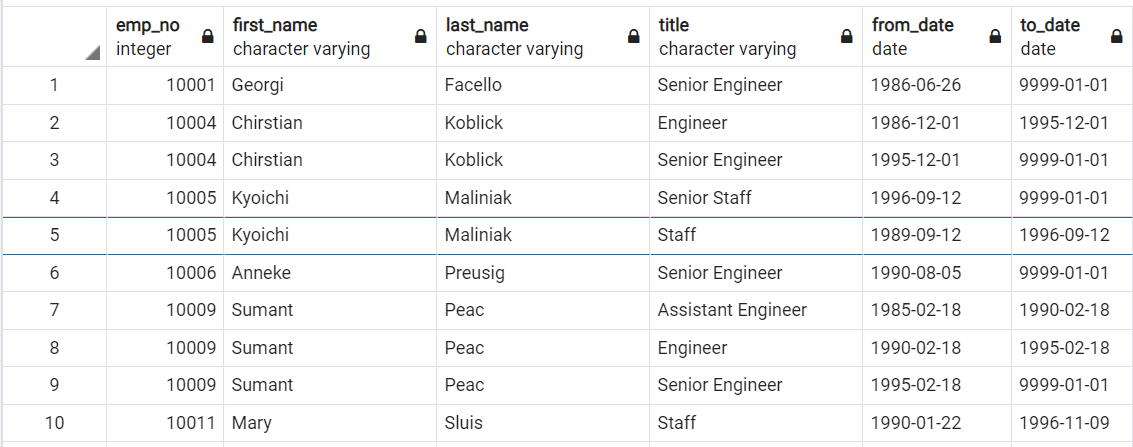 emp_no first_name last_name title from_date to_date
integer character varying character varying character varying date date
1 10001 Georgi Facello Senior Engineer 1986-06-26 9999-01-01
2 10004 Chirstian Koblick Engineer 1986-12-01 1995-12-01
3 10004 Chirstian Koblick Senior Engineer 1995-12-01 9999-01-01
4 10005 Kyoichi Maliniak Senior Staff 1996-09-12 9999-01-01
5 10005 Kyoichi Maliniak Staff 1989-09-12 1996-09-12
6 10006 Anneke Preusig Senior Engineer 1990-08-05 9999-01-01
7 10009 Sumant Peac Assistant Engineer 1985-02-18 1990-02-18
8 10009 Sumant Peac Engineer 1990-02-18 1995-02-18
9 10009 Sumant Peac Senior Engineer 1995-02-18 9999-01-01
10 10011 Mary Sluis Staff 1990-01-22 1996-11-09